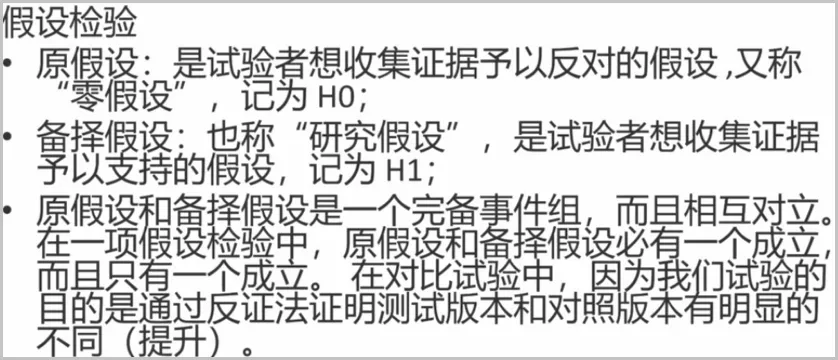 假设检验
• 原假设：是试验者想收集证据予以反对的假设 ,又称
“零假设”，记为 H0；
• 备择假设：也称“研究假设”，是试验者想收集证据
予以支持的假设，记为 H1；
• 原假设和备择假设是一个完备事件组，而且相互对立。
在一项假设检验中，原假设和备择假设必有一个成立，
而且只有一个成立。 在对比试验中，因为我们试验的
目的是通过反证法证明测试版本和对照版本有明显的
不同（提升）。